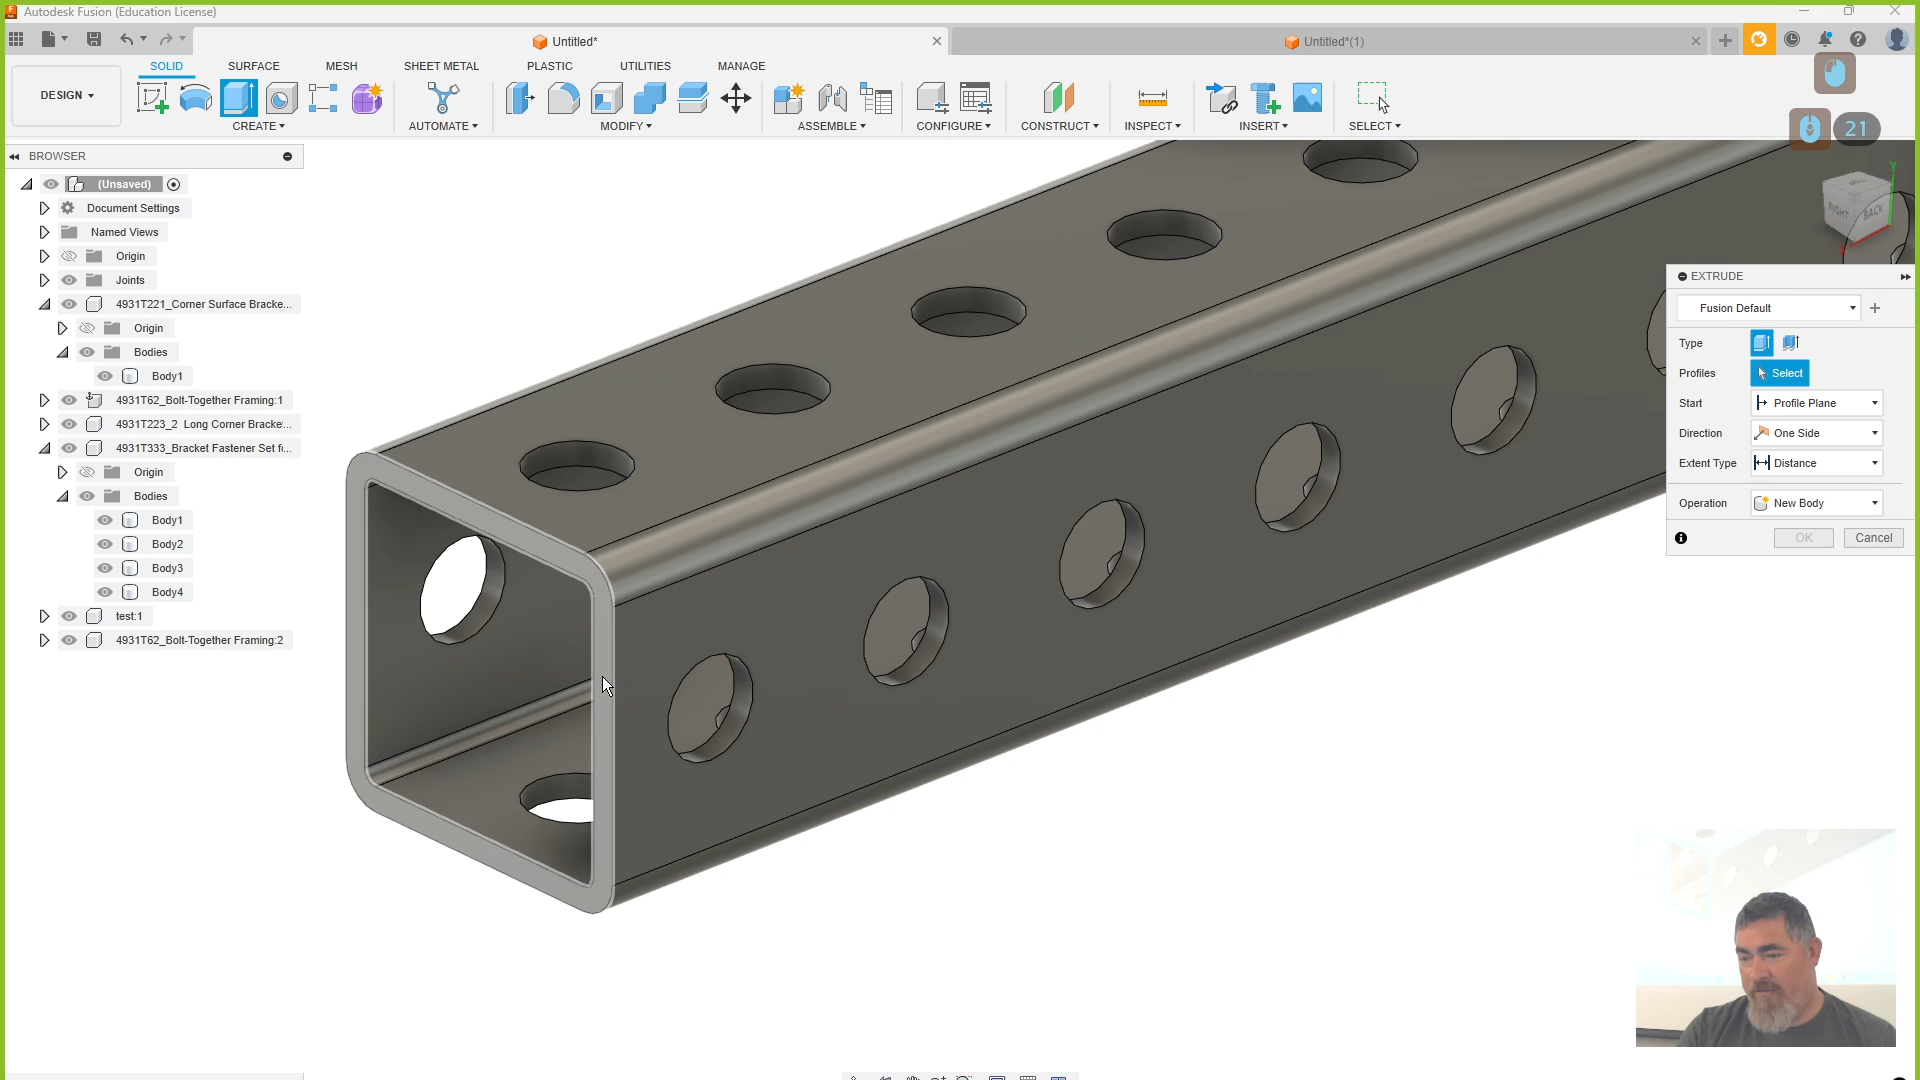 Autodesk Fusion (Education License)
Untitled*
Untitled*(1)
SOLID
SURFACE
MESH
SHEET METAL
PLASTIC
UTILITIES
MANAGE
DESIGN
CREATE
AUTOMATE
MODIFY
ASSEMBLE
CONFIGURE
CONSTRUCT
INSPECT
INSERT
SELECT
21
BROWSER
(Unsaved)
Document Settings
Named Views
Origin
Joints
4931T221_Corner Surface Bracke...
Origin
Bodies
Body1
4931T62_Bolt-Together Framing:1
4931T223_2 Long Corner Bracke...
4931T333_Bracket Fastener Set f...
Origin
Bodies
Body1
Body2
Body3
Body4
test:1
4931T62_Bolt-Together Framing:2
Y
RIGHT
BACK
EXTRUDE
Fusion Default
Type
Profiles
Select
Start
Profile Plane
Direction
One Side
Extent Type
Distance
Operation
New Body
OK
Cancel